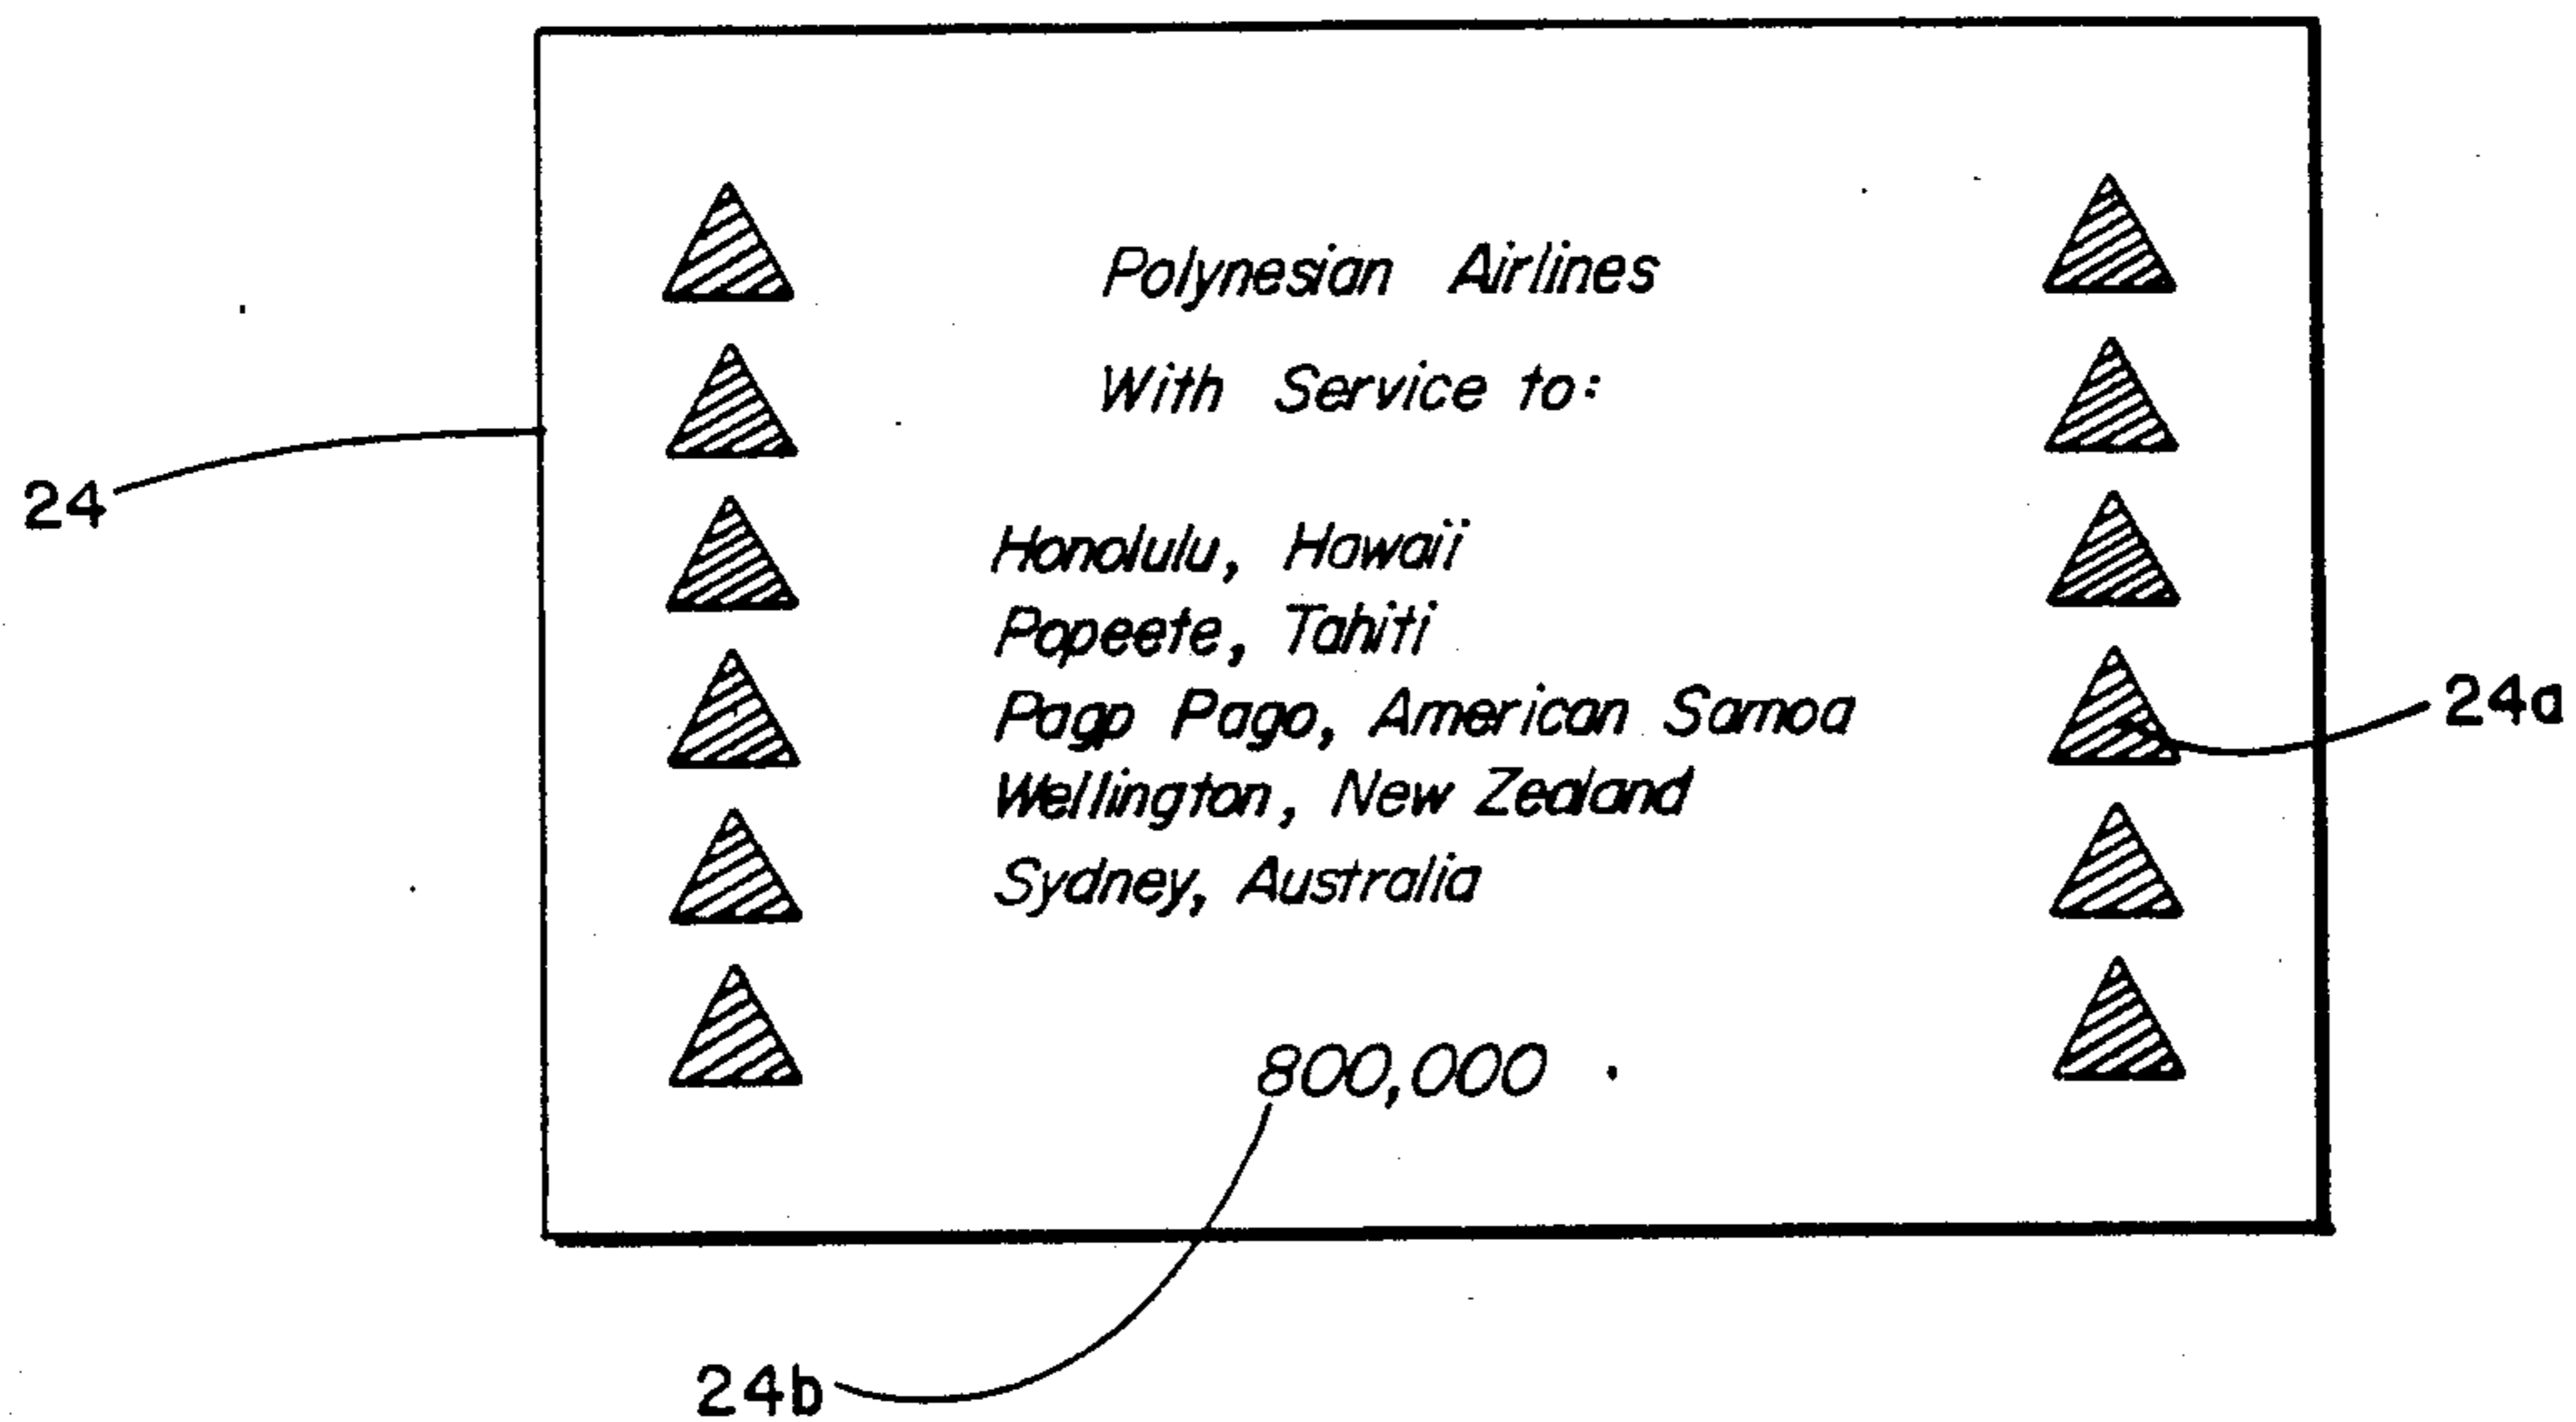 Polynesian Airlines
With Service to:
24
Honolulu, Hawaii
Papeete, Tahiti
Pago Pago, American Samoa
24a
Wellington, New Zealand
Sydney, Australia
800,000
24b